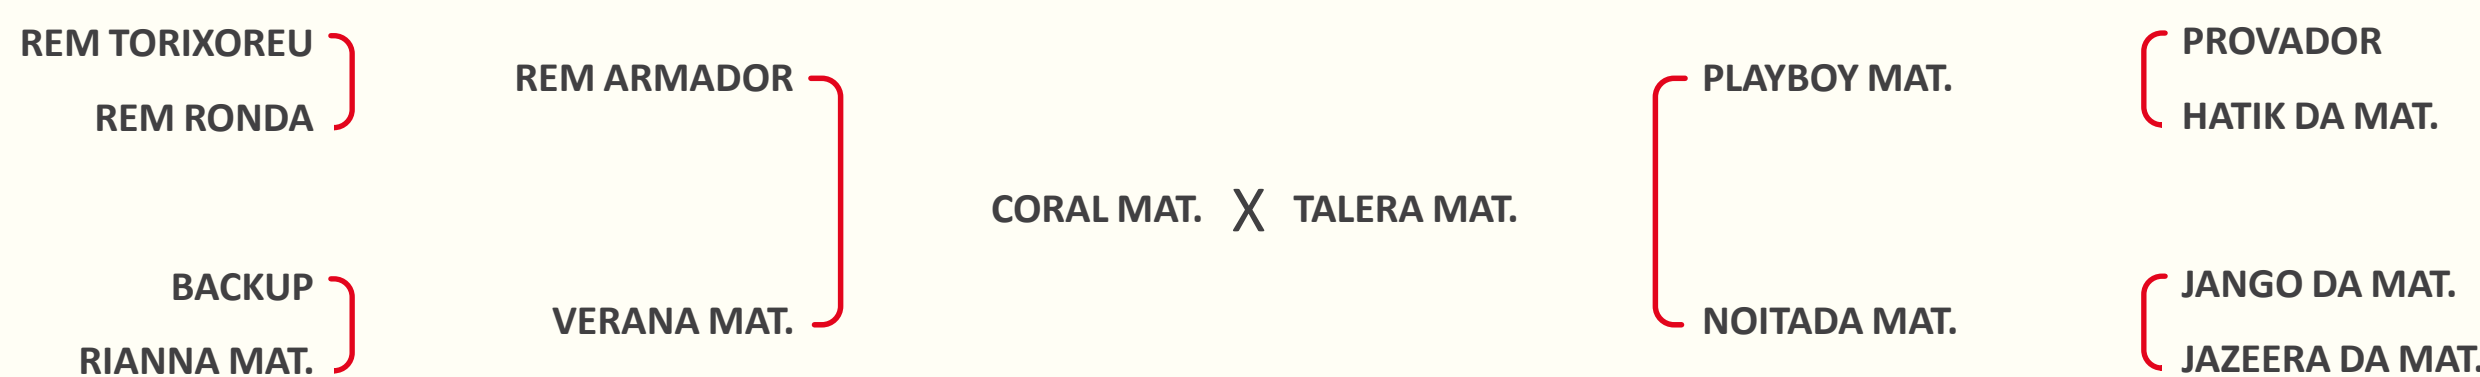 REM TORIXOREU
REM RONDA
REM ARMADOR
BACKUP
RIANNA MAT.
VERANA MAT.
CORAL MAT. X TALERA MAT.
PLAYBOY MAT.
NOITADA MAT.
PROVADOR
HATIK DA MAT.
JANGO DA MAT.
JAZEERA DA MAT.